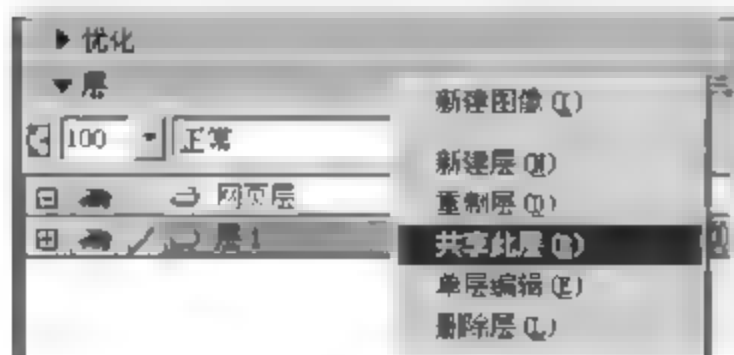 优化
层
新建图像(I)
100 正常
新建层(N)
网页层
重制层(D)
层 1
共享此层(S)
单层编辑(E)
删除层(L)